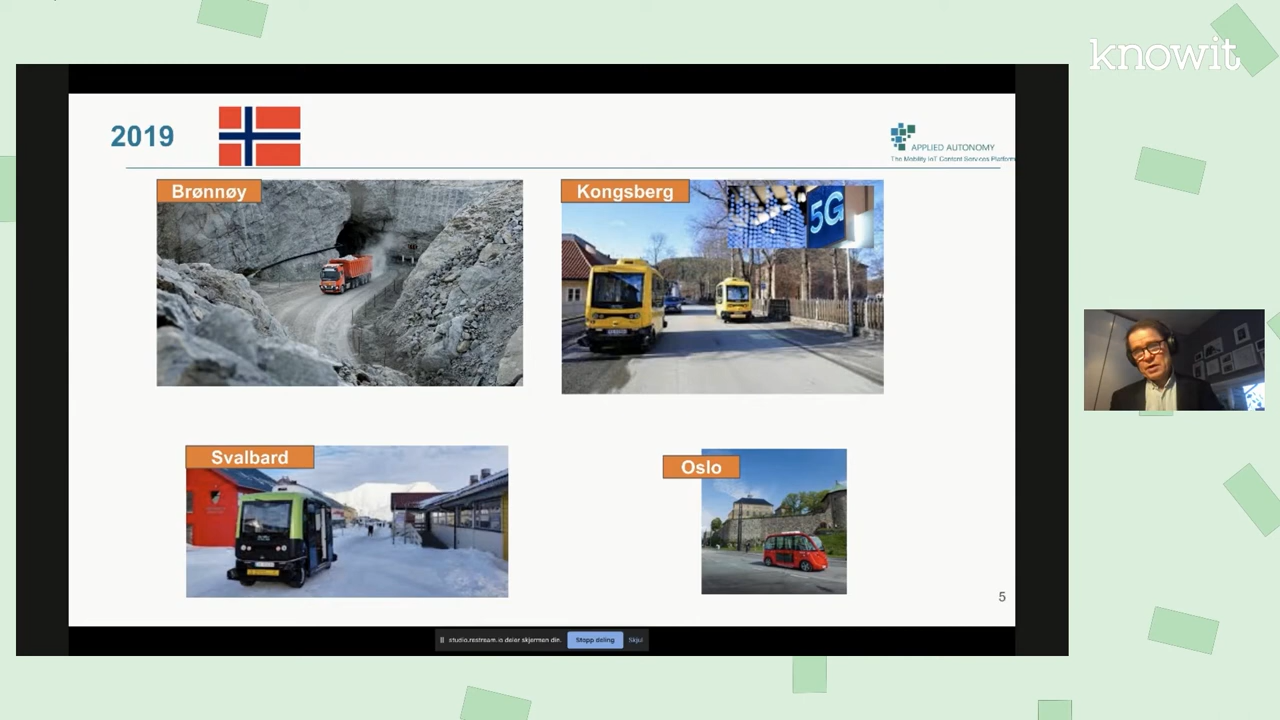 knowit
2019
APPLIED AUTONOMY
The Mobility IoT Content Services Platform
Brønnøy
Kongsberg
5G
Svalbard
Oslo
5
studio.restream.io deler skjermen din.
Stopp deling
Skjul